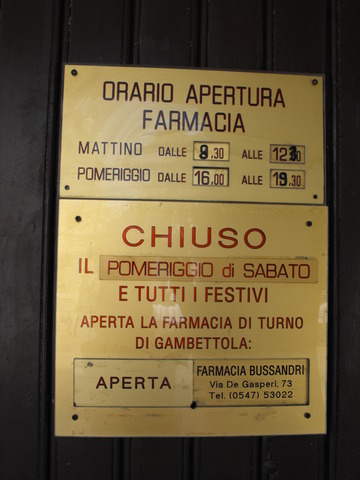 ORARIO APERTURA
FARMACIA
MATTINO DALLE 8.30 ALLE 12.30
POMERIGGIO DALLE 16.00 ALLE 19.30
CHIUSO
IL POMERIGGIO di SABATO
E TUTTI I FESTIVI
APERTA LA FARMACIA DI TURNO
DI GAMBETTOLA:
APERTA
FARMACIA BUSSANDRI
Via De Gasperi, 73
Tel. (0547) 53022